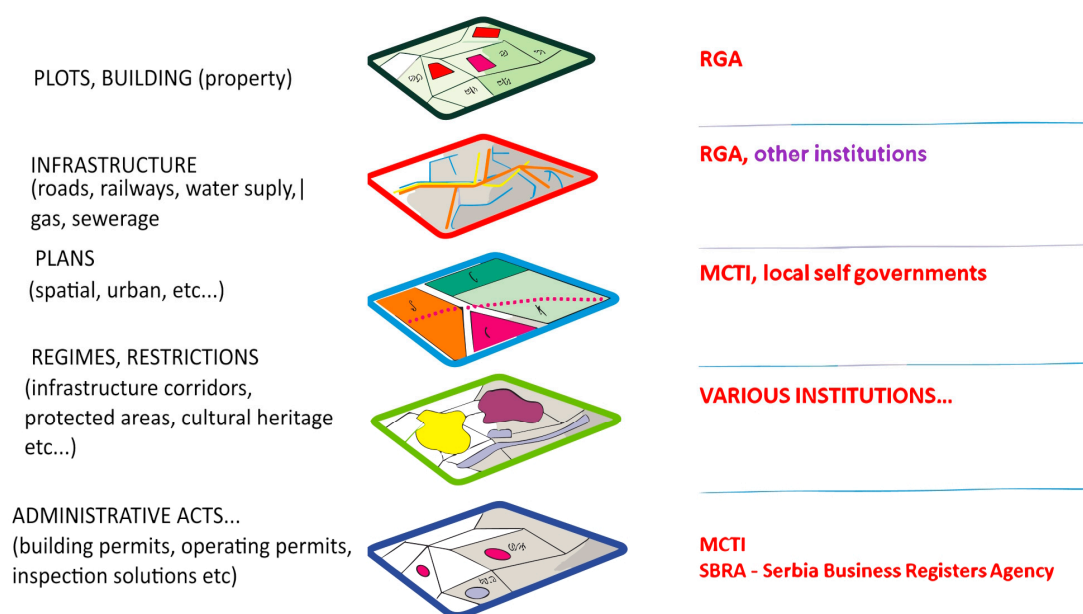 PLOTS, BUILDING (property)
RGA
INFRASTRUCTURE
(roads, railways, water suply,|
gas, sewerage
RGA, other institutions
PLANS
(spatial, urban, etc...)
MCTI, local self governments
REGIMES, RESTRICTIONS
(infrastructure corridors,
protected areas, cultural heritage
etc...)
VARIOUS INSTITUTIONS...
ADMINISTRATIVE ACTS...
(building permits, operating permits,
inspection solutions etc)
MCTI
SBRA - Serbia Business Registers Agency